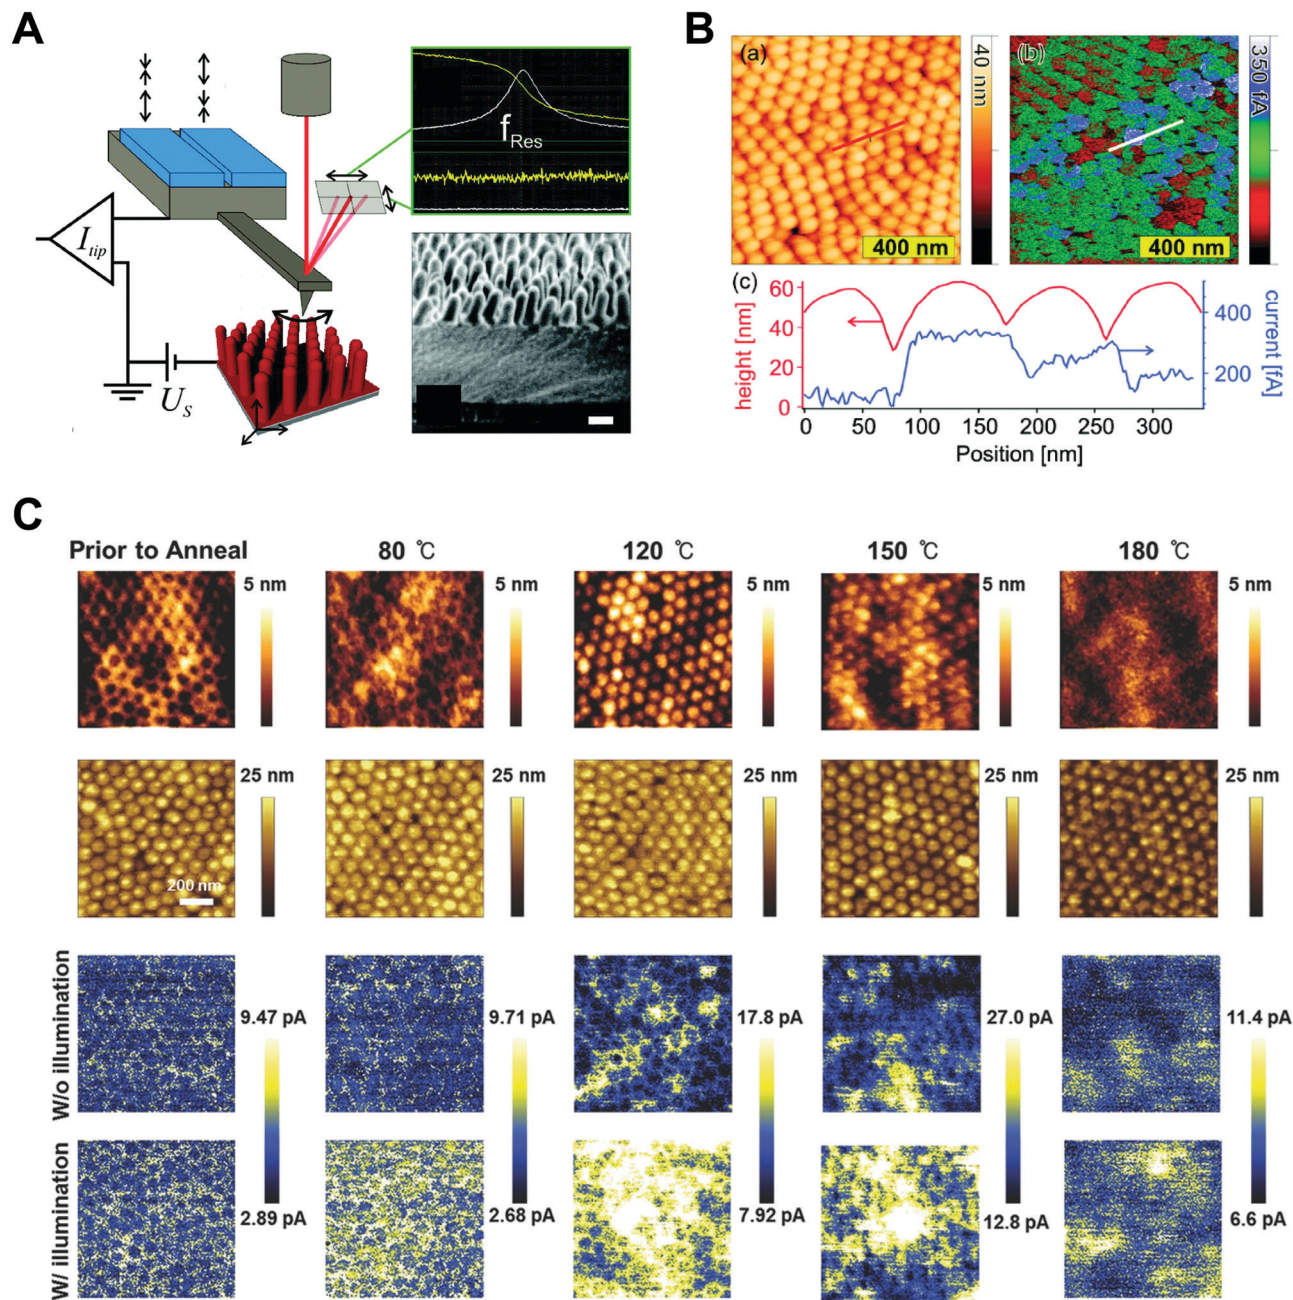 A
f Res
I tip
U S
B
(a)
40 nm
400 nm
(b)
350 fA
400 nm
(c)
height [nm]
60
40
20
0
current [fA]
400
200
0 50 100 150 200 250 300
Position [nm]
C
Prior to Anneal 80 ℃ 120 ℃ 150 ℃ 180 ℃
5 nm 5 nm 5 nm 5 nm 5 nm
25 nm 25 nm 25 nm 25 nm 25 nm
200 nm
W/o illumination
9.47 pA 9.71 pA 17.8 pA 27.0 pA 11.4 pA
W/ illumination
2.89 pA 2.68 pA 7.92 pA 12.8 pA 6.6 pA